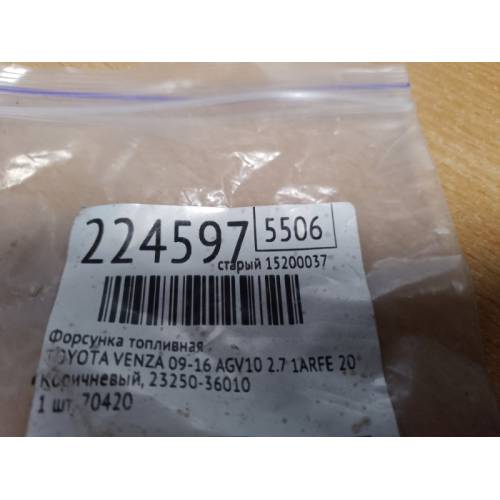 224597 5506
старый 15200037
Форсунка топливная
TOYOTA VENZA 09-16 AGV10 2.7 1ARFE 20
Коричневый, 23250-36010
1 шт, 70420